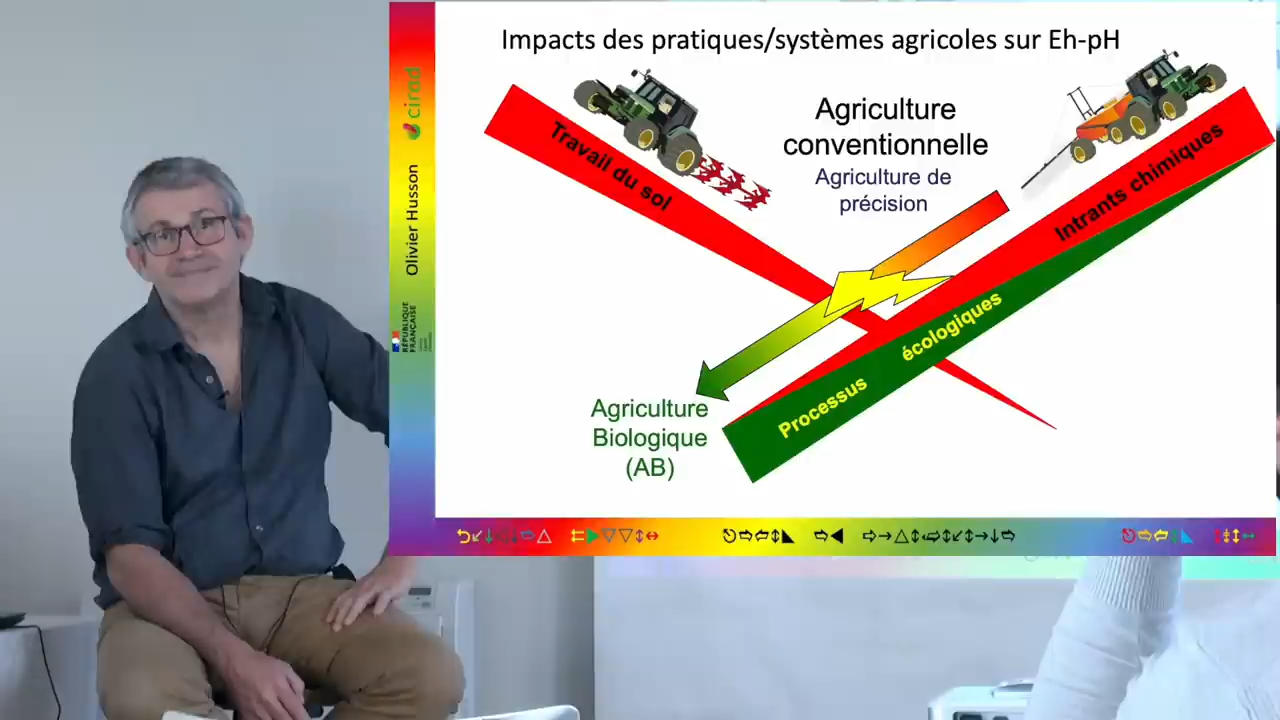 Impacts des pratiques/systèmes agricoles sur Eh-pH
cirad
Olivier Husson
RÉPUBLIQUE
FRANÇAISE
Travail du sol
Agriculture
conventionnelle
Agriculture de
précision
Intrants chimiques
Processus écologiques
Agriculture
Biologique
(AB)